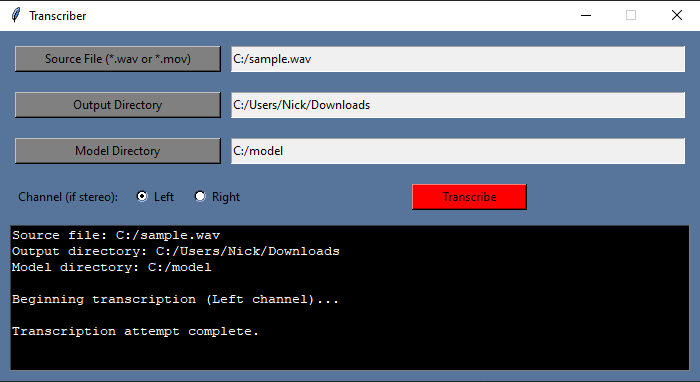 Transcriber
Source File (*.wav or *.mov) C:/sample.wav
Output Directory C:/Users/Nick/Downloads
Model Directory C:/model
Channel (if stereo): Left Right Transcribe
Source file: C:/sample.wav
Output directory: C:/Users/Nick/Downloads
Model directory: C:/model
Beginning transcription (Left channel)...
Transcription attempt complete.